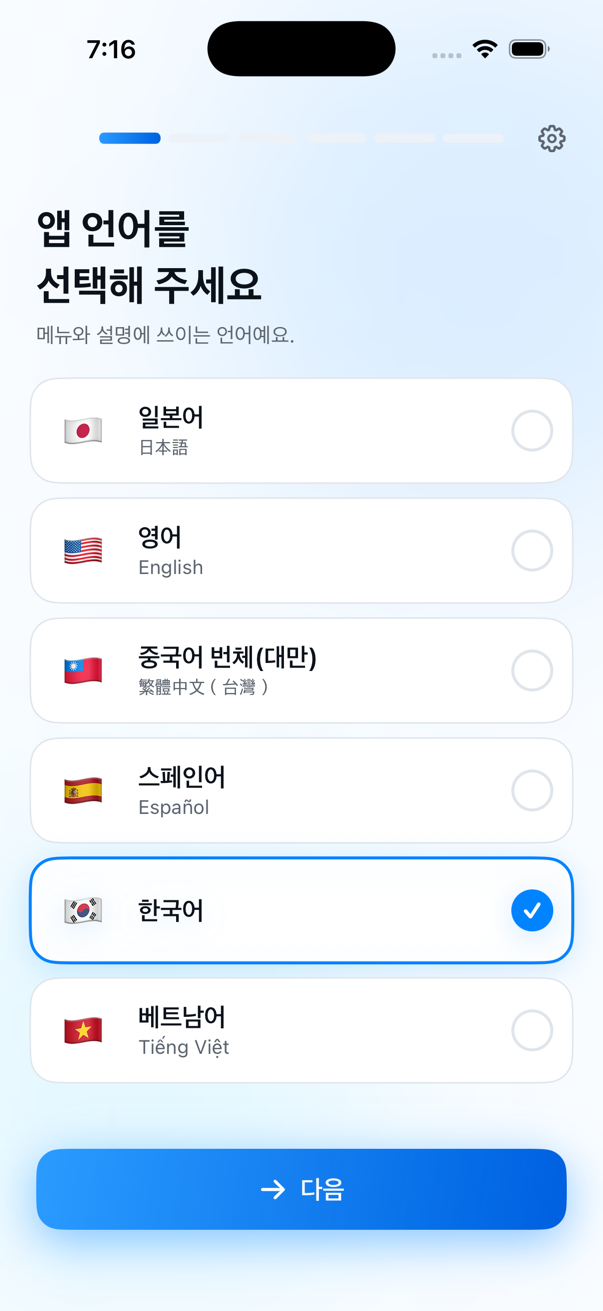 7:16
앱 언어를
선택해 주세요
메뉴와 설명에 쓰이는 언어예요.
일본어
日本語
영어
English
중국어 번체(대만)
繁體中文（台灣）
스페인어
Español
한국어
베트남어
Tiếng Việt
다음